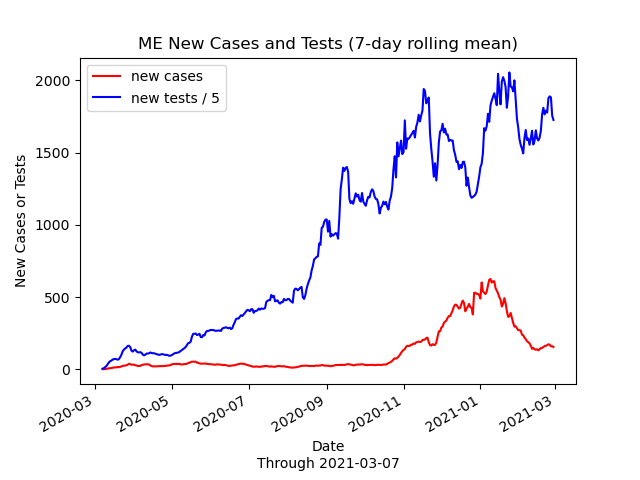 ME New Cases and Tests (7-day rolling mean)
new cases
new tests / 5
2000
1500
1000
500
0
New Cases or Tests
2020-03
2020-05
2020-07
2020-09
2020-11
2021-01
2021-03
Date
Through 2021-03-07